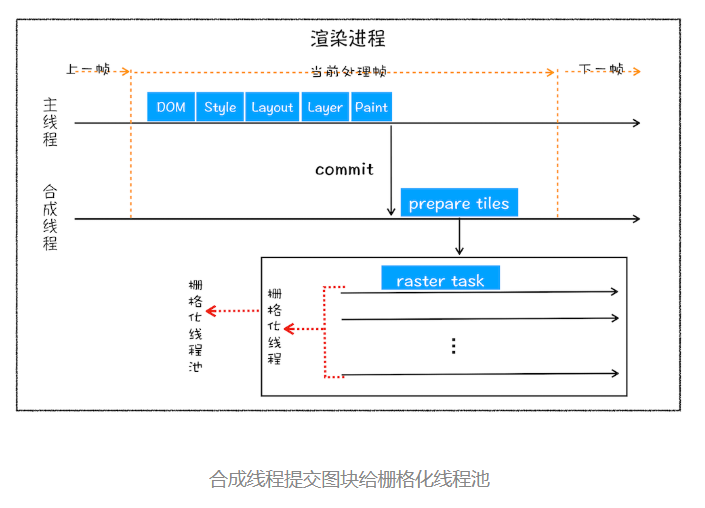 渲染进程
上一帧
当前处理帧
下一帧
主线程
DOM
Style
Layout
Layer
Paint
commit
合成线程
prepare tiles
raster task
栅格化线程池
栅格化线程
...
合成线程提交图块给栅格化线程池